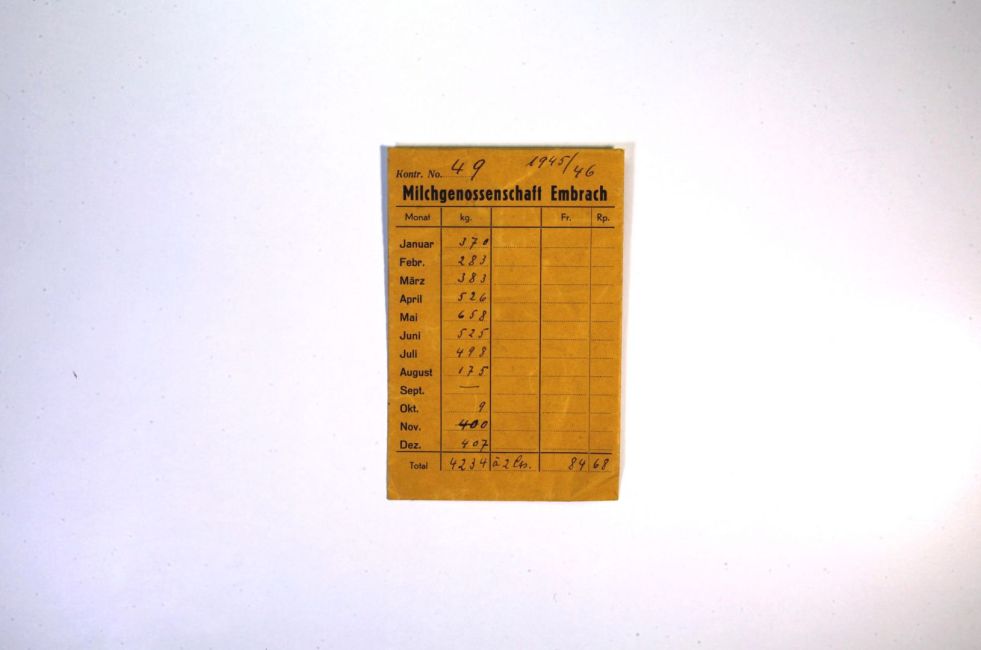 Kontr. No. 49 1945/46
Milchgenossenschaft Embrach
Monat kg. Fr. Rp.
Januar 370
Febr. 283
März 383
April 526
Mai 658
Juni 525
Juli 498
August 175
Sept. —
Okt. 9
Nov. 400
Dez. 407
Total 4234 à 2 Cts. 84 68